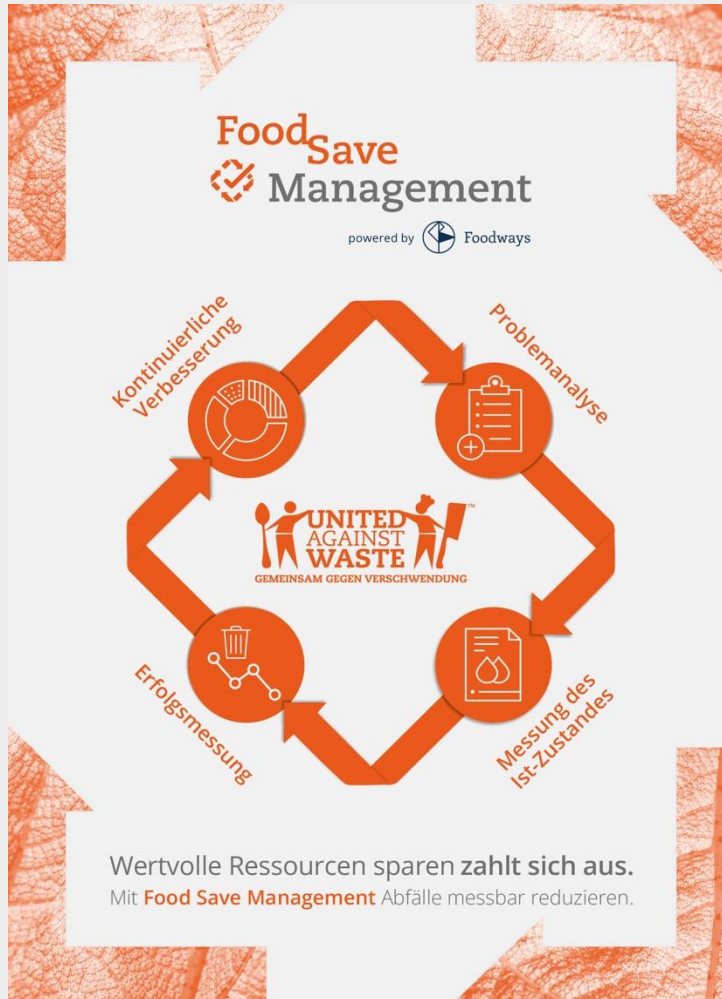 Food
Save
Management
powered by Foodways
Kontinuierliche
Verbesserung
Problemanalyse
UNITED
AGAINST
WASTE
™
GEMEINSAM GEGEN VERSCHWENDUNG
Erfolgsmessung
Messung des
Ist-Zustandes
Wertvolle Ressourcen sparen zahlt sich aus.
Mit Food Save Management Abfälle messbar reduzieren.